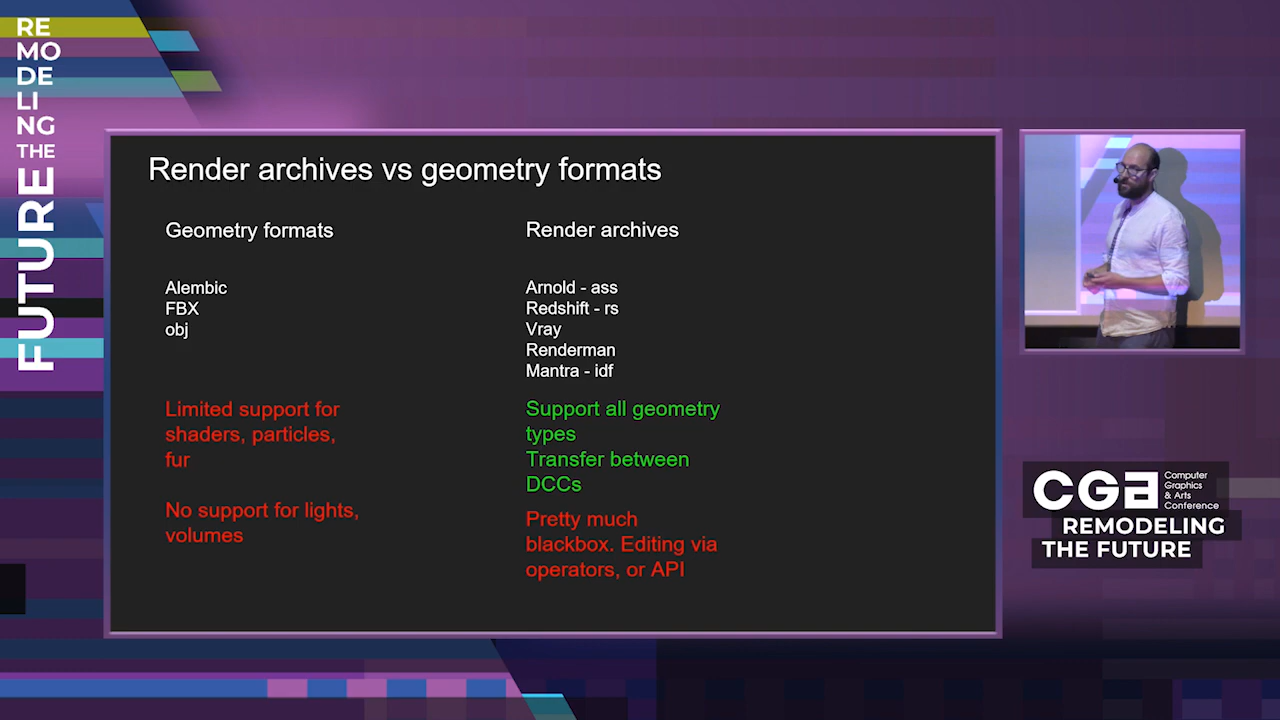 RE
MO
DE
LI
NG
THE
FUTURE
Render archives vs geometry formats
Geometry formats
Alembic
FBX
obj
Limited support for
shaders, particles,
fur
No support for lights,
volumes
Render archives
Arnold - ass
Redshift - rs
Vray
Renderman
Mantra - idf
Support all geometry
types
Transfer between
DCCs
Pretty much
blackbox. Editing via
operators, or API
CGA
Computer
Graphics
& Arts
Conference
REMODELING
THE FUTURE